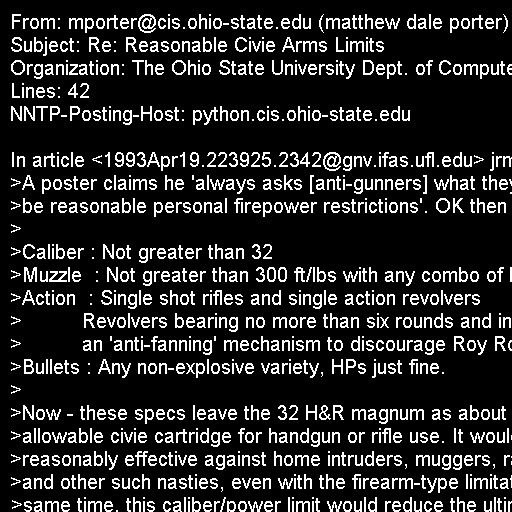 From: mporter@cis.ohio-state.edu (matthew dale porter)
Subject: Re: Reasonable Civie Arms Limits
Organization: The Ohio State University Dept. of Compute
Lines: 42
NNTP-Posting-Host: python.cis.ohio-state.edu

In article <1993Apr19.223925.2342@gnv.ifas.ufl.edu> jrm
>A poster claims he 'always asks [anti-gunners] what they
>be reasonable personal firepower restrictions'. OK then
>
>Caliber : Not greater than 32
>Muzzle  : Not greater than 300 ft/lbs with any combo of
>Action  : Single shot rifles and single action revolvers
>           Revolvers bearing no more than six rounds and in
>           an 'anti-fanning' mechanism to discourage Roy Ro
>Bullets : Any non-explosive variety, HPs just fine.
>
>Now - these specs leave the 32 H&R magnum as about
>allowable civie cartridge for handgun or rifle use. It woul
>reasonably effective against home intruders, muggers, ra
>and other such nasties, even with the firearm-type limitat
>same time, this caliber/power limit would reduce the ulti